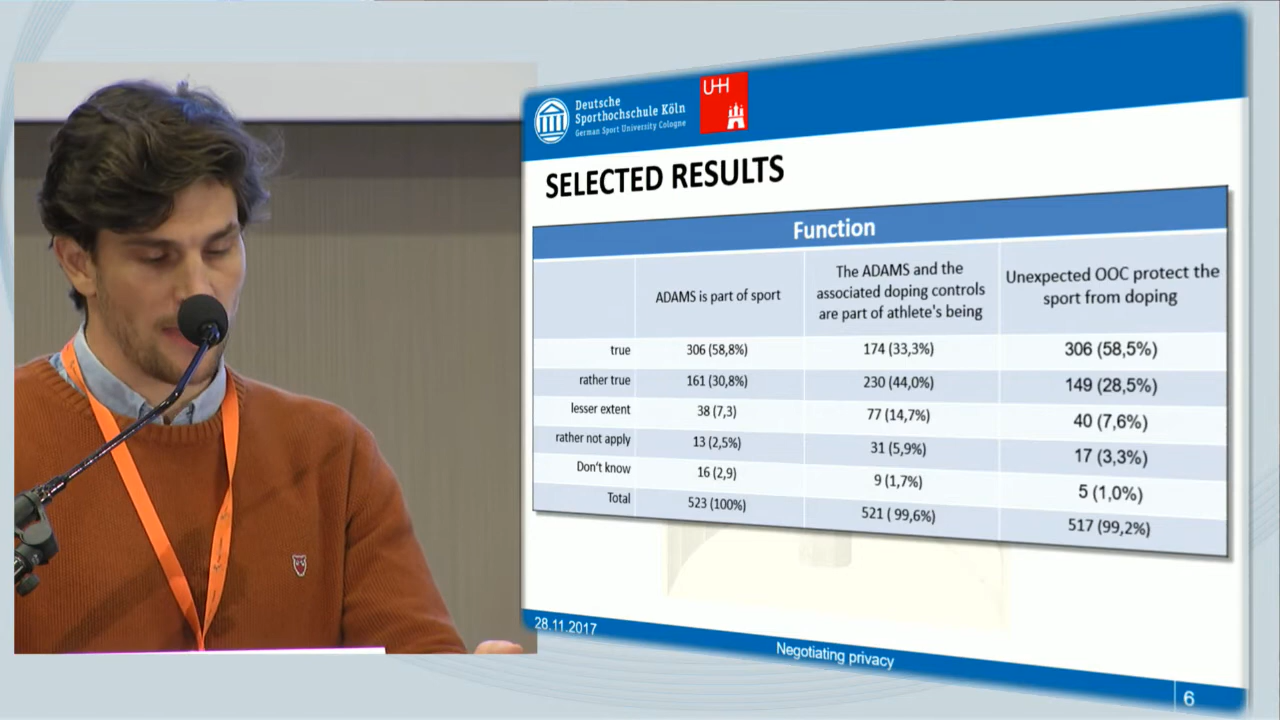 Deutsche
Sporthochschule Köln
German Sport University Cologne
UHH
SELECTED RESULTS
Function
ADAMS is part of sport
The ADAMS and the
associated doping controls
are part of athlete's being
Unexpected OOC protect the
sport from doping
true 306 (58,8%) 174 (33,3%) 306 (58,5%)
rather true 161 (30,8%) 230 (44,0%) 149 (28,5%)
lesser extent 38 (7,3) 77 (14,7%) 40 (7,6%)
rather not apply 13 (2,5%) 31 (5,9%) 17 (3,3%)
Don't know 16 (2,9) 9 (1,7%) 5 (1,0%)
Total 523 (100%) 521 ( 99,6%) 517 (99,2%)
28.11.2017
Negotiating privacy
6